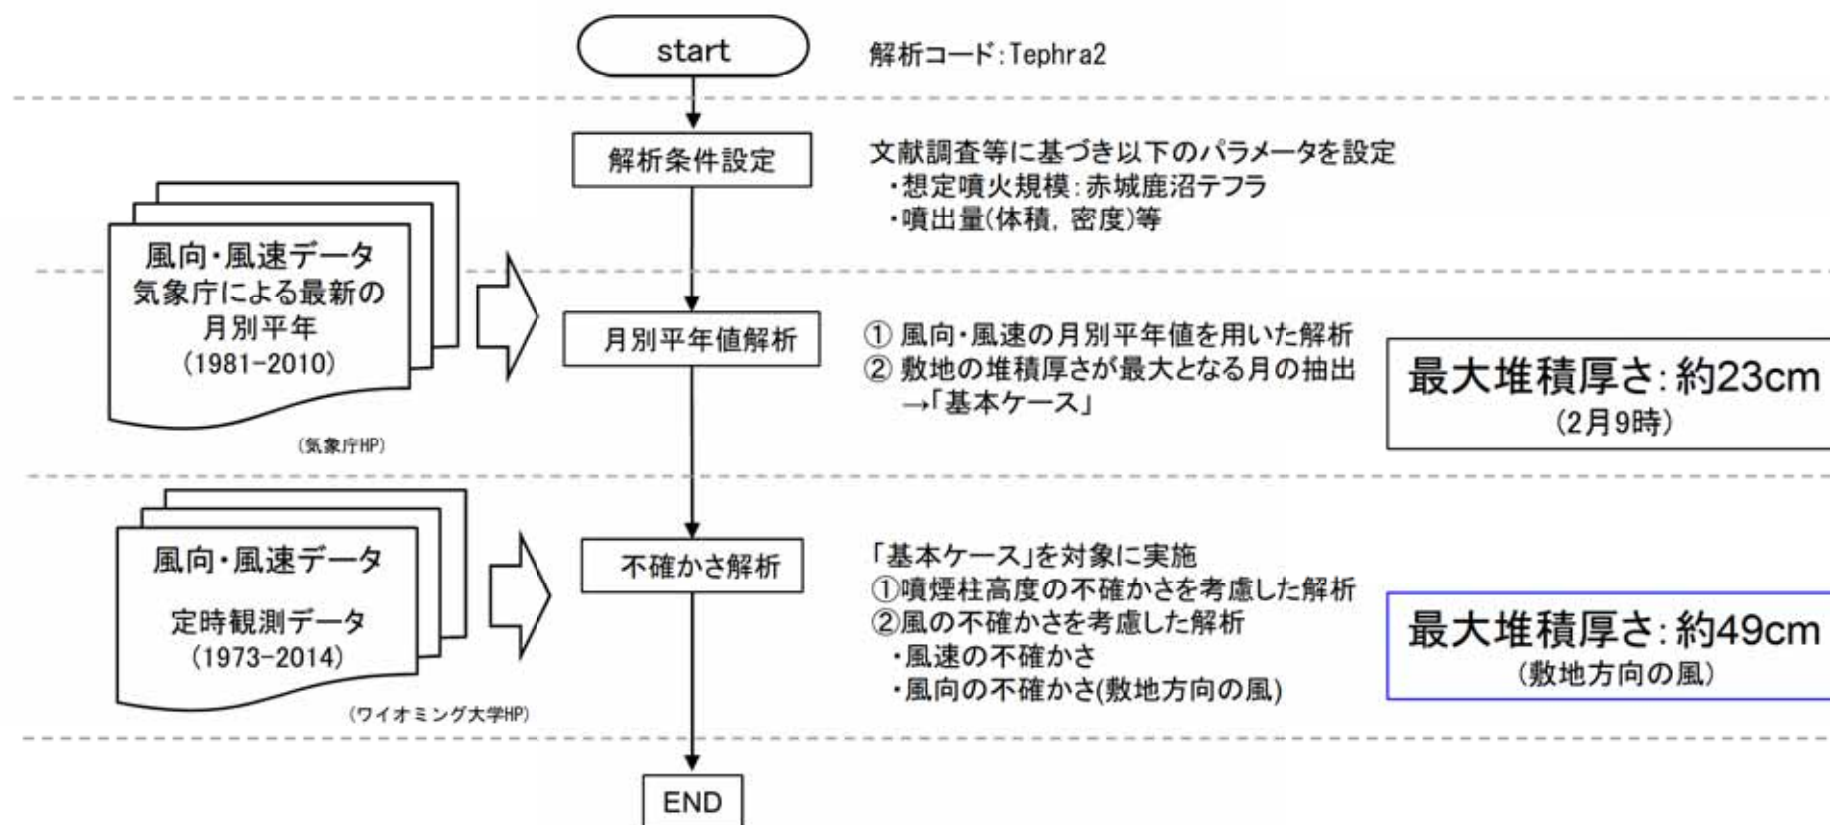 start
解析コード：Tephra2
解析条件設定
文献調査等に基づき以下のパラメータを設定
・想定噴火規模：赤城鹿沼テフラ
・噴出量(体積，密度)等
風向・風速データ
気象庁による最新の
月別平年
(1981-2010)
(気象庁HP)
月別平年値解析
① 風向・風速の月別平年値を用いた解析
② 敷地の堆積厚さが最大となる月の抽出
→「基本ケース」
最大堆積厚さ：約23cm
(2月9時)
風向・風速データ
定時観測データ
(1973-2014)
(ワイオミング大学HP)
不確かさ解析
「基本ケース」を対象に実施
①噴煙柱高度の不確かさを考慮した解析
②風の不確かさを考慮した解析
・風速の不確かさ
・風向の不確かさ(敷地方向の風)
最大堆積厚さ：約49cm
(敷地方向の風)
END